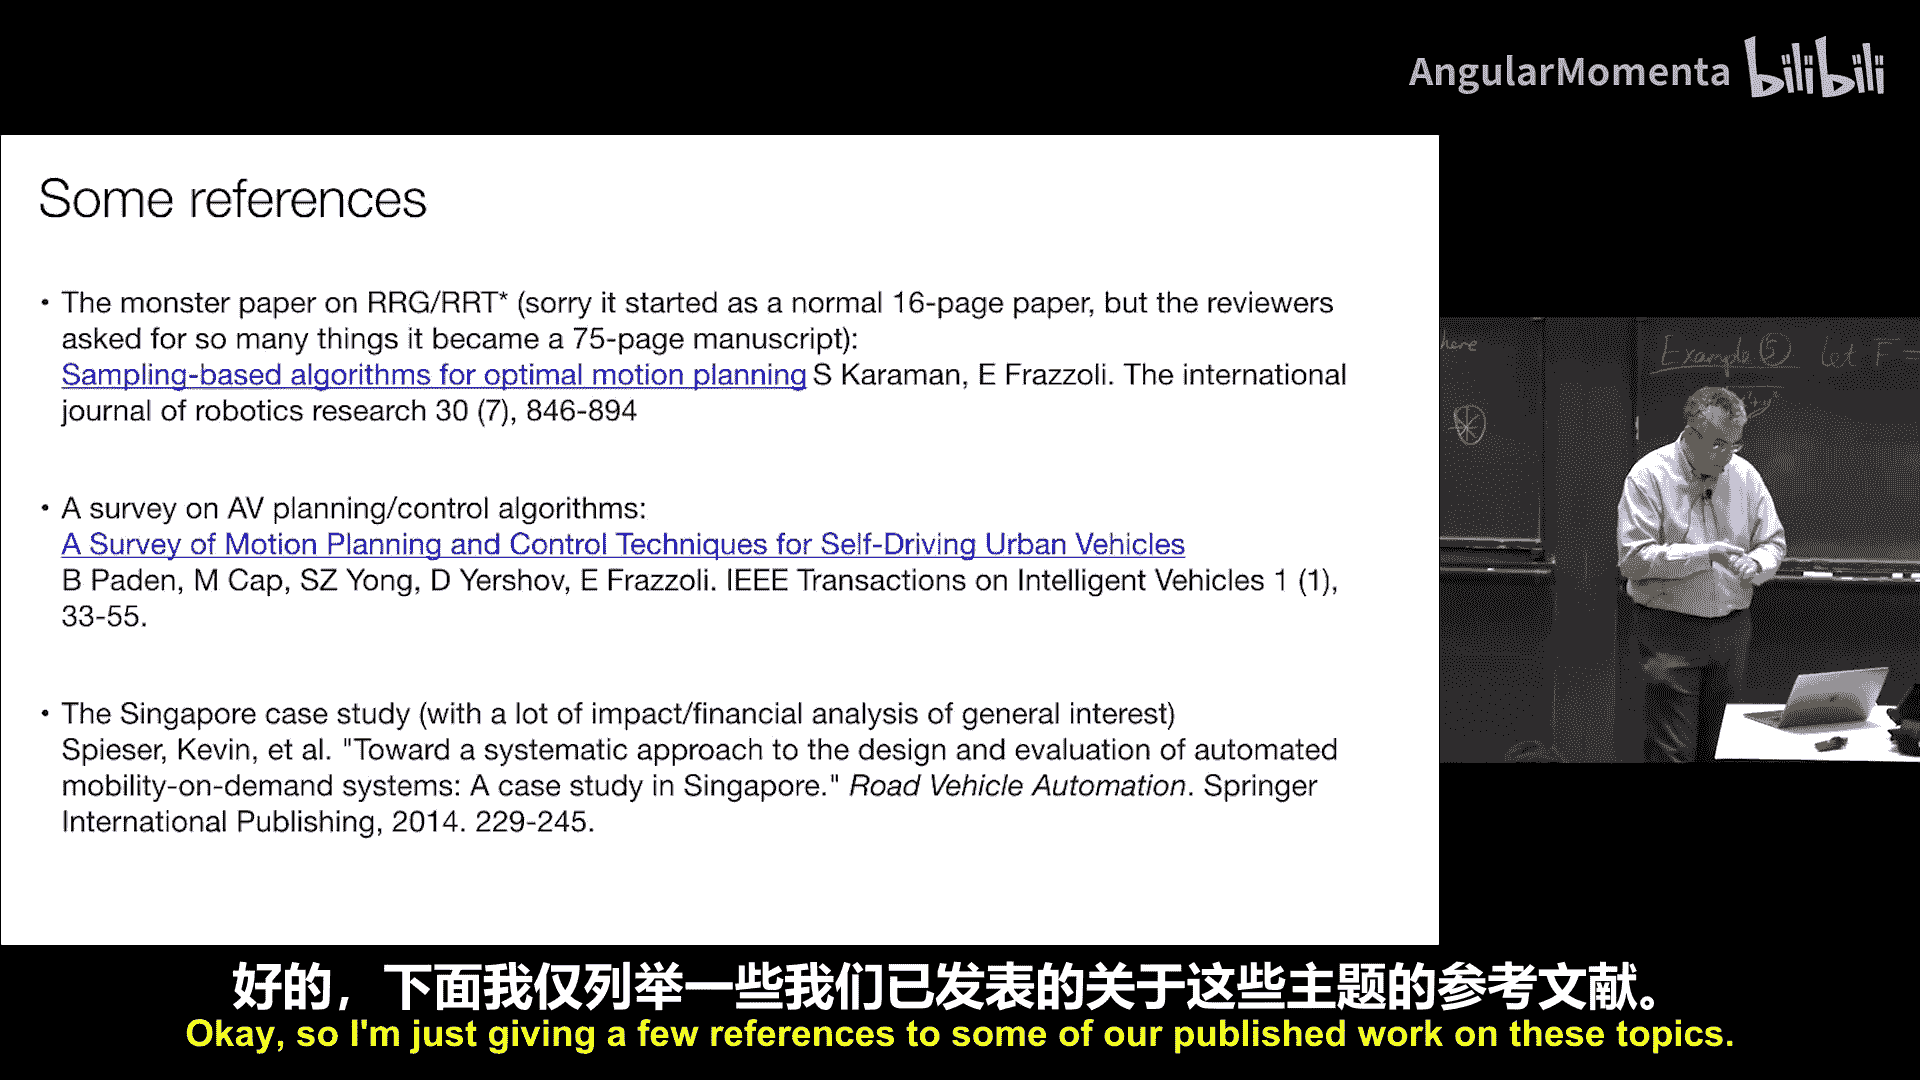 AngularMomenta bilibili
Some references
• The monster paper on RRG/RRT* (sorry it started as a normal 16-page paper, but the reviewers
asked for so many things it became a 75-page manuscript):
Sampling-based algorithms for optimal motion planning S Karaman, E Frazzoli. The international
journal of robotics research 30 (7), 846-894
• A survey on AV planning/control algorithms:
A Survey of Motion Planning and Control Techniques for Self-Driving Urban Vehicles
B Paden, M Cap, SZ Yong, D Yershov, E Frazzoli. IEEE Transactions on Intelligent Vehicles 1 (1),
33-55.
• The Singapore case study (with a lot of impact/financial analysis of general interest)
Spieser, Kevin, et al. "Toward a systematic approach to the design and evaluation of automated
mobility-on-demand systems: A case study in Singapore." Road Vehicle Automation. Springer
International Publishing, 2014. 229-245.
here
Example ⑤ Let F =
好的，下面我仅列举一些我们已发表的关于这些主题的参考文献。
Okay, so I'm just giving a few references to some of our published work on these topics.